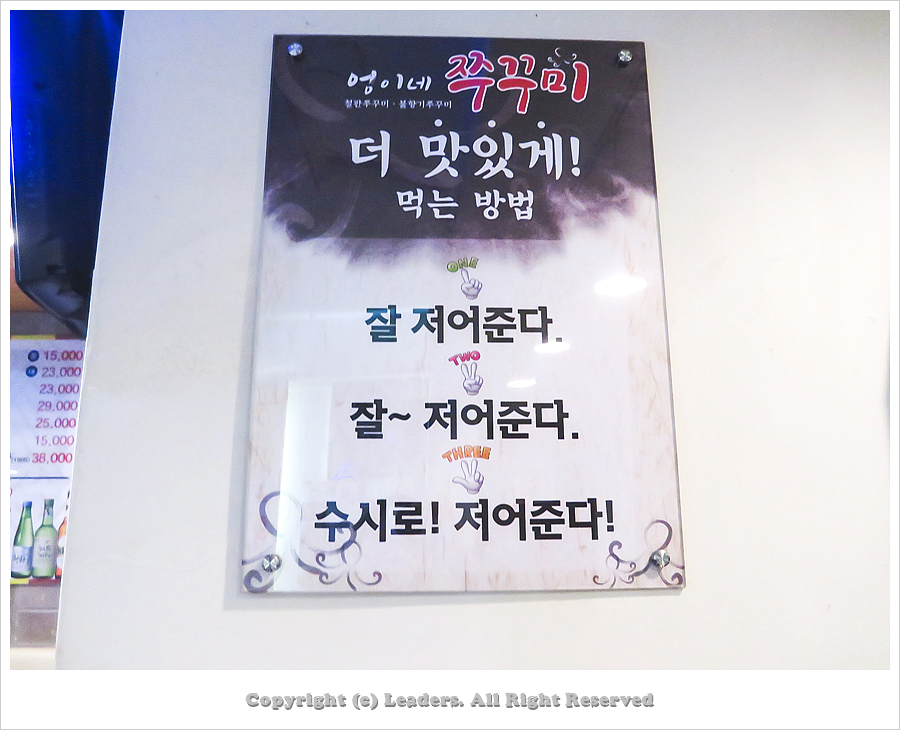 엉이네 쭈꾸미
철판쭈꾸미 · 불향기쭈꾸미
더 맛있게!
먹는 방법
ONE
잘 저어준다.
TWO
잘~ 저어준다.
THREE
수시로! 저어준다!
15,000
23,000
23,000
29,000
25,000
15,000
38,000
Copyright (c) Leaders. All Right Reserved